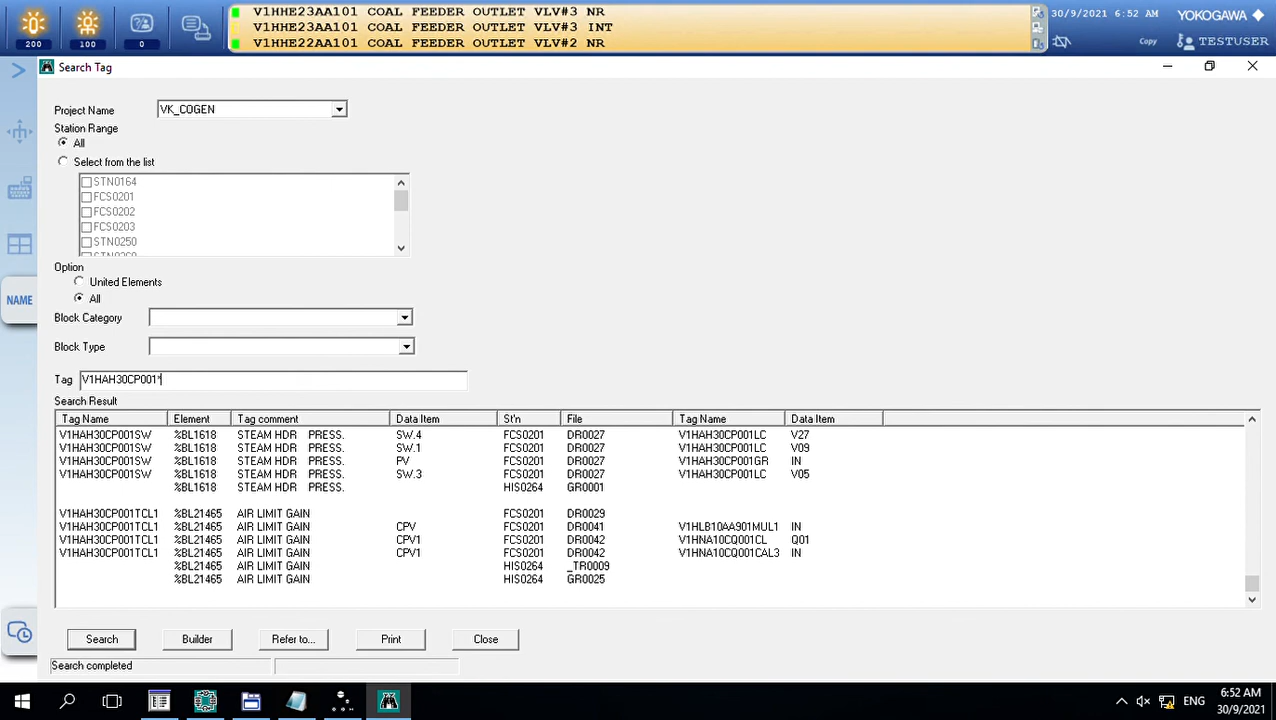 V1HHE23AA101 COAL FEEDER OUTLET VLV#3 NR
V1HHE23AA101 COAL FEEDER OUTLET VLV#3 INT
V1HHE22AA101 COAL FEEDER OUTLET VLV#2 NR
200 100 0
30/9/2021 6:52 AM YOKOGAWA
Copy TESTUSER
Search Tag
Project Name VK_COGEN
Station Range
All
Select from the list
STN0164
FCS0201
FCS0202
FCS0203
STN0250
Option
United Elements
NAME
All
Block Category
Block Type
Tag V1HAH30CP001*
Search Result
Tag Name Element Tag comment Data Item St'n File Tag Name Data Item
V1HAH30CP001SW %BL1618 STEAM HDR PRESS. SW.4 FCS0201 DR0027 V1HAH30CP001LC V27
V1HAH30CP001SW %BL1618 STEAM HDR PRESS. SW.1 FCS0201 DR0027 V1HAH30CP001LC V09
V1HAH30CP001SW %BL1618 STEAM HDR PRESS. PV FCS0201 DR0027 V1HAH30CP001GR IN
V1HAH30CP001SW %BL1618 STEAM HDR PRESS. SW.3 FCS0201 DR0027 V1HAH30CP001LC V05
%BL1618 STEAM HDR PRESS. HIS0264 GR0001
V1HAH30CP001TCL1 %BL21465 AIR LIMIT GAIN FCS0201 DR0029
V1HAH30CP001TCL1 %BL21465 AIR LIMIT GAIN CPV FCS0201 DR0041 V1HLB10AA901MUL1 IN
V1HAH30CP001TCL1 %BL21465 AIR LIMIT GAIN CPV1 FCS0201 DR0042 V1HNA10CQ001CL Q01
V1HAH30CP001TCL1 %BL21465 AIR LIMIT GAIN CPV1 FCS0201 DR0042 V1HNA10CQ001CAL3 IN
%BL21465 AIR LIMIT GAIN HIS0264 _TR0009
%BL21465 AIR LIMIT GAIN HIS0264 GR0025
Search Builder Refer to... Print Close
Search completed
ENG
6:52 AM
30/9/2021